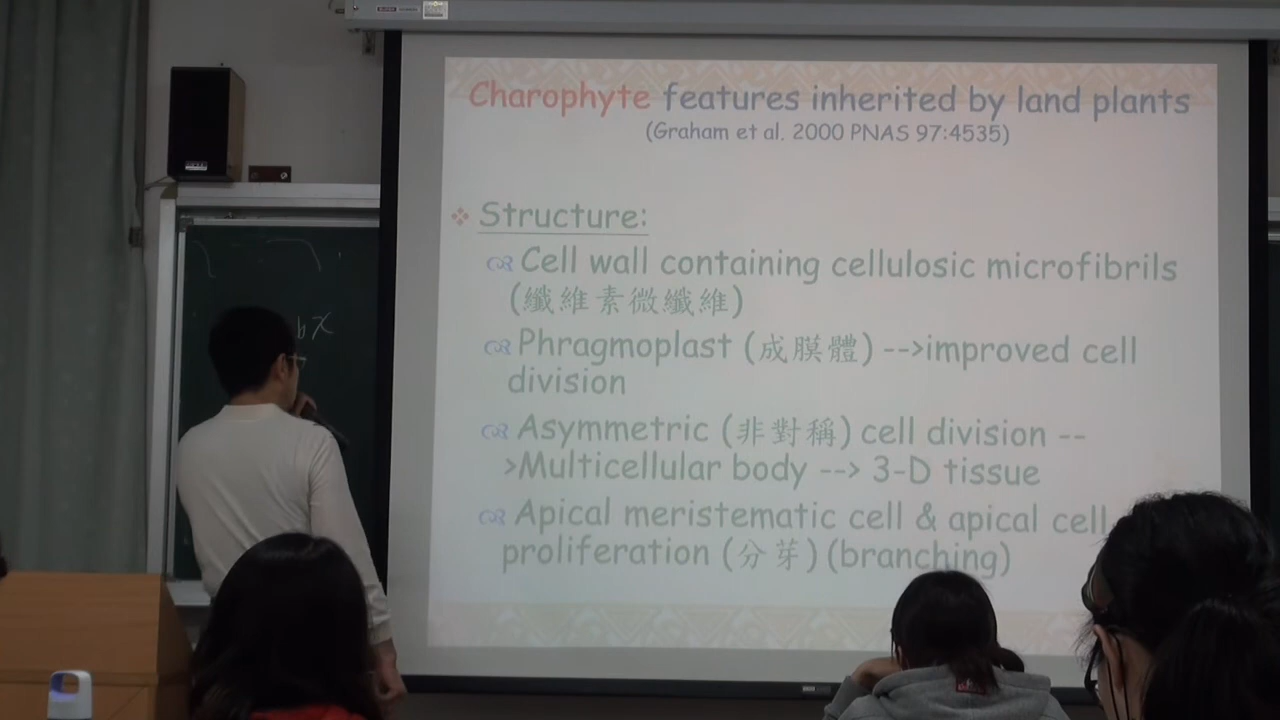 Charophyte features inherited by land plants
(Graham et al. 2000 PNAS 97:4535)
Structure:
Cell wall containing cellulosic microfibrils
(纖維素微纖維)
Phragmoplast (成膜體) -->improved cell
division
Asymmetric (非對稱) cell division --
>Multicellular body --> 3-D tissue
Apical meristematic cell & apical cell
proliferation (分芽) (branching)